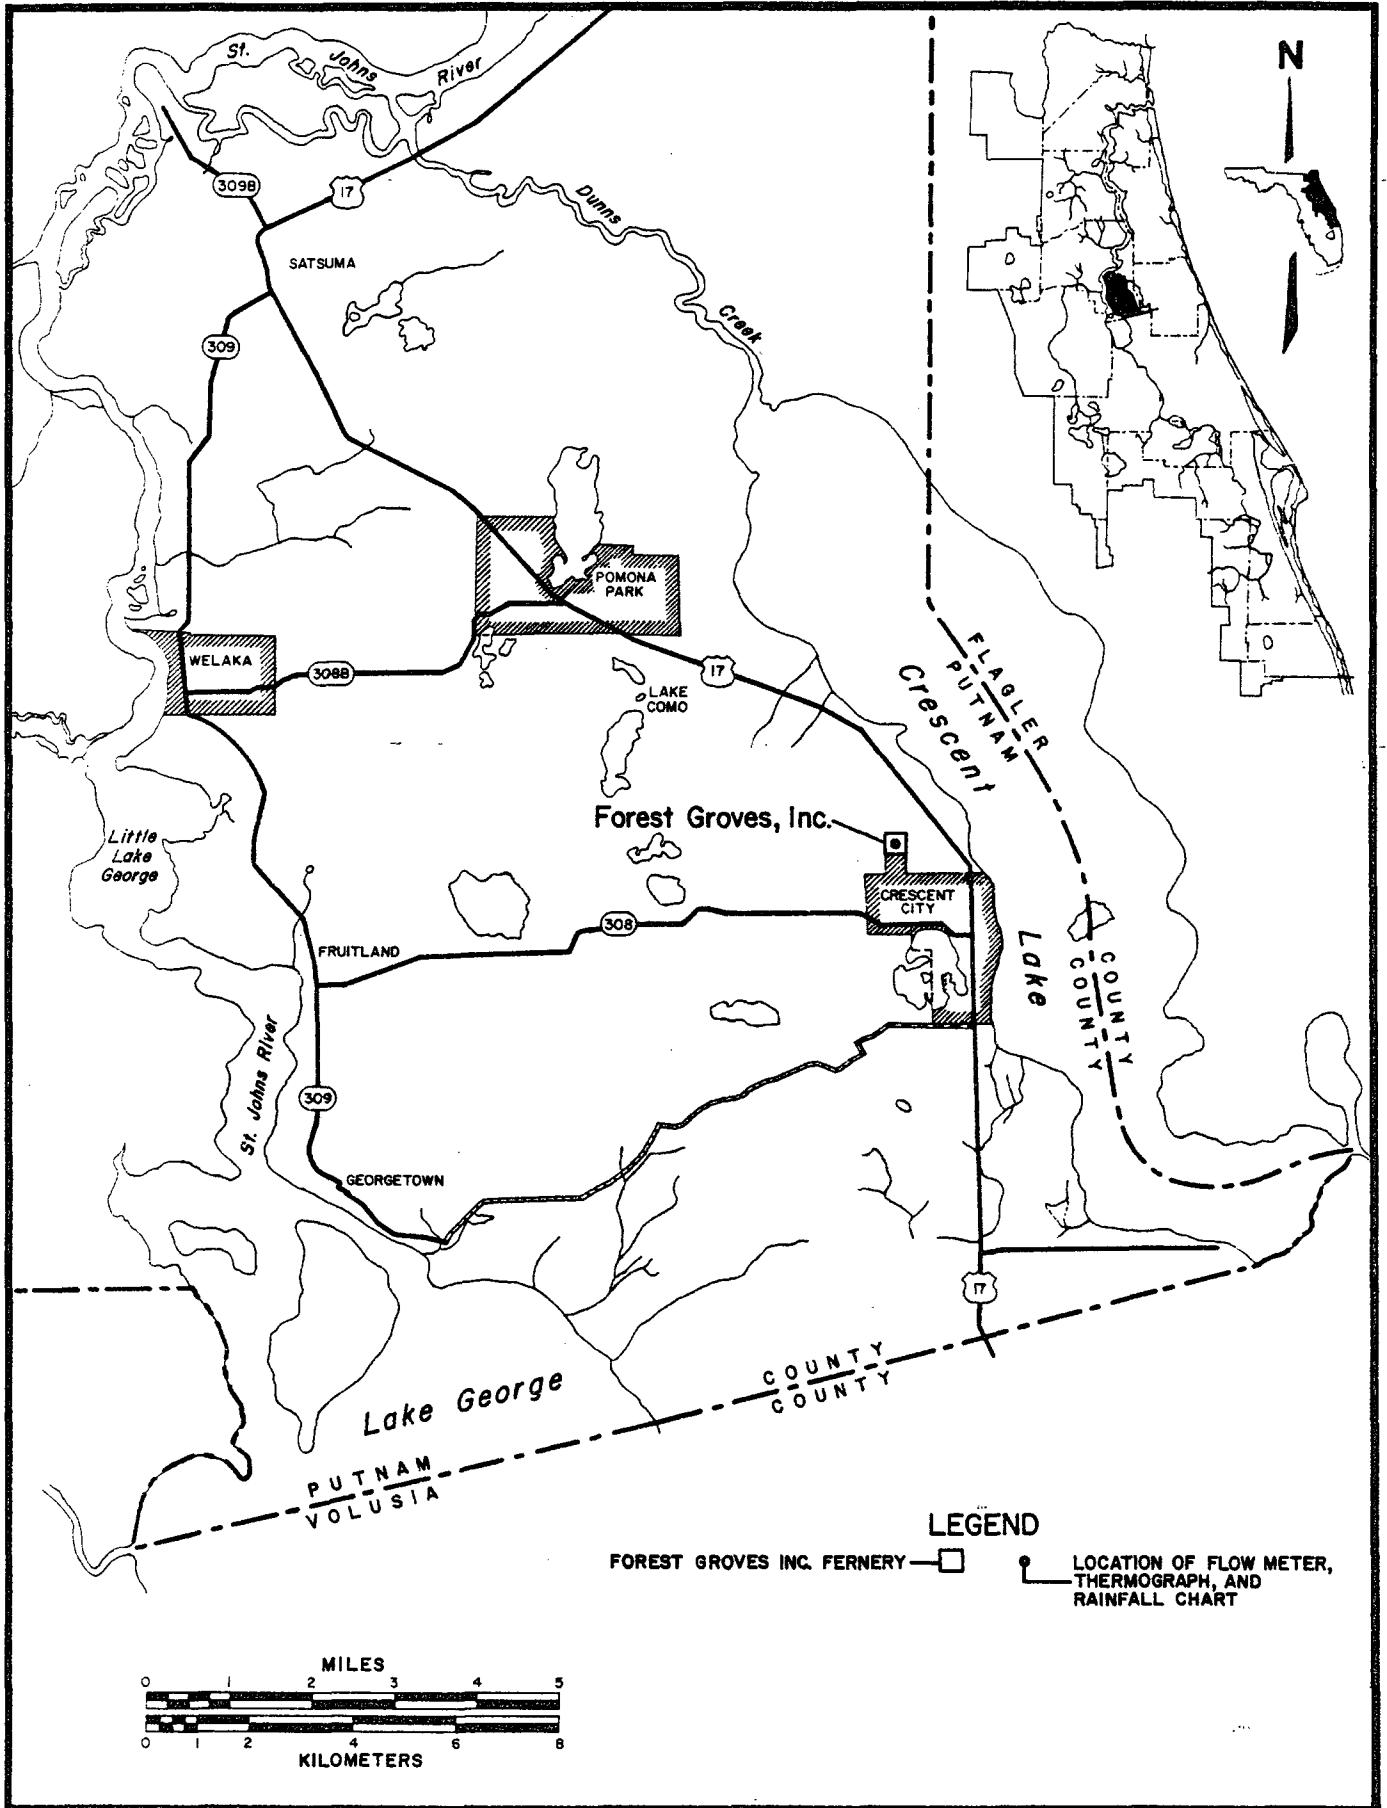 St. Johns River
N
309B
17
Dunns
Creek
SATSUMA
309
POMONA
PARK
WELAKA
308B
17
LAKE
COMO
FLAGLER
PUTNAM
Crescent
Forest Groves, Inc.
Little
Lake
George
CRESCENT
CITY
308
FRUITLAND
Lake
COUNTY
COUNTY
St. Johns River
309
GEORGETOWN
17
COUNTY
COUNTY
Lake George
PUTNAM
VOLUSIA
LEGEND
FOREST GROVES INC. FERNERY
LOCATION OF FLOW METER,
THERMOGRAPH, AND
RAINFALL CHART
MILES
0 1 2 3 4 5
0 1 2 4 6 8
KILOMETERS